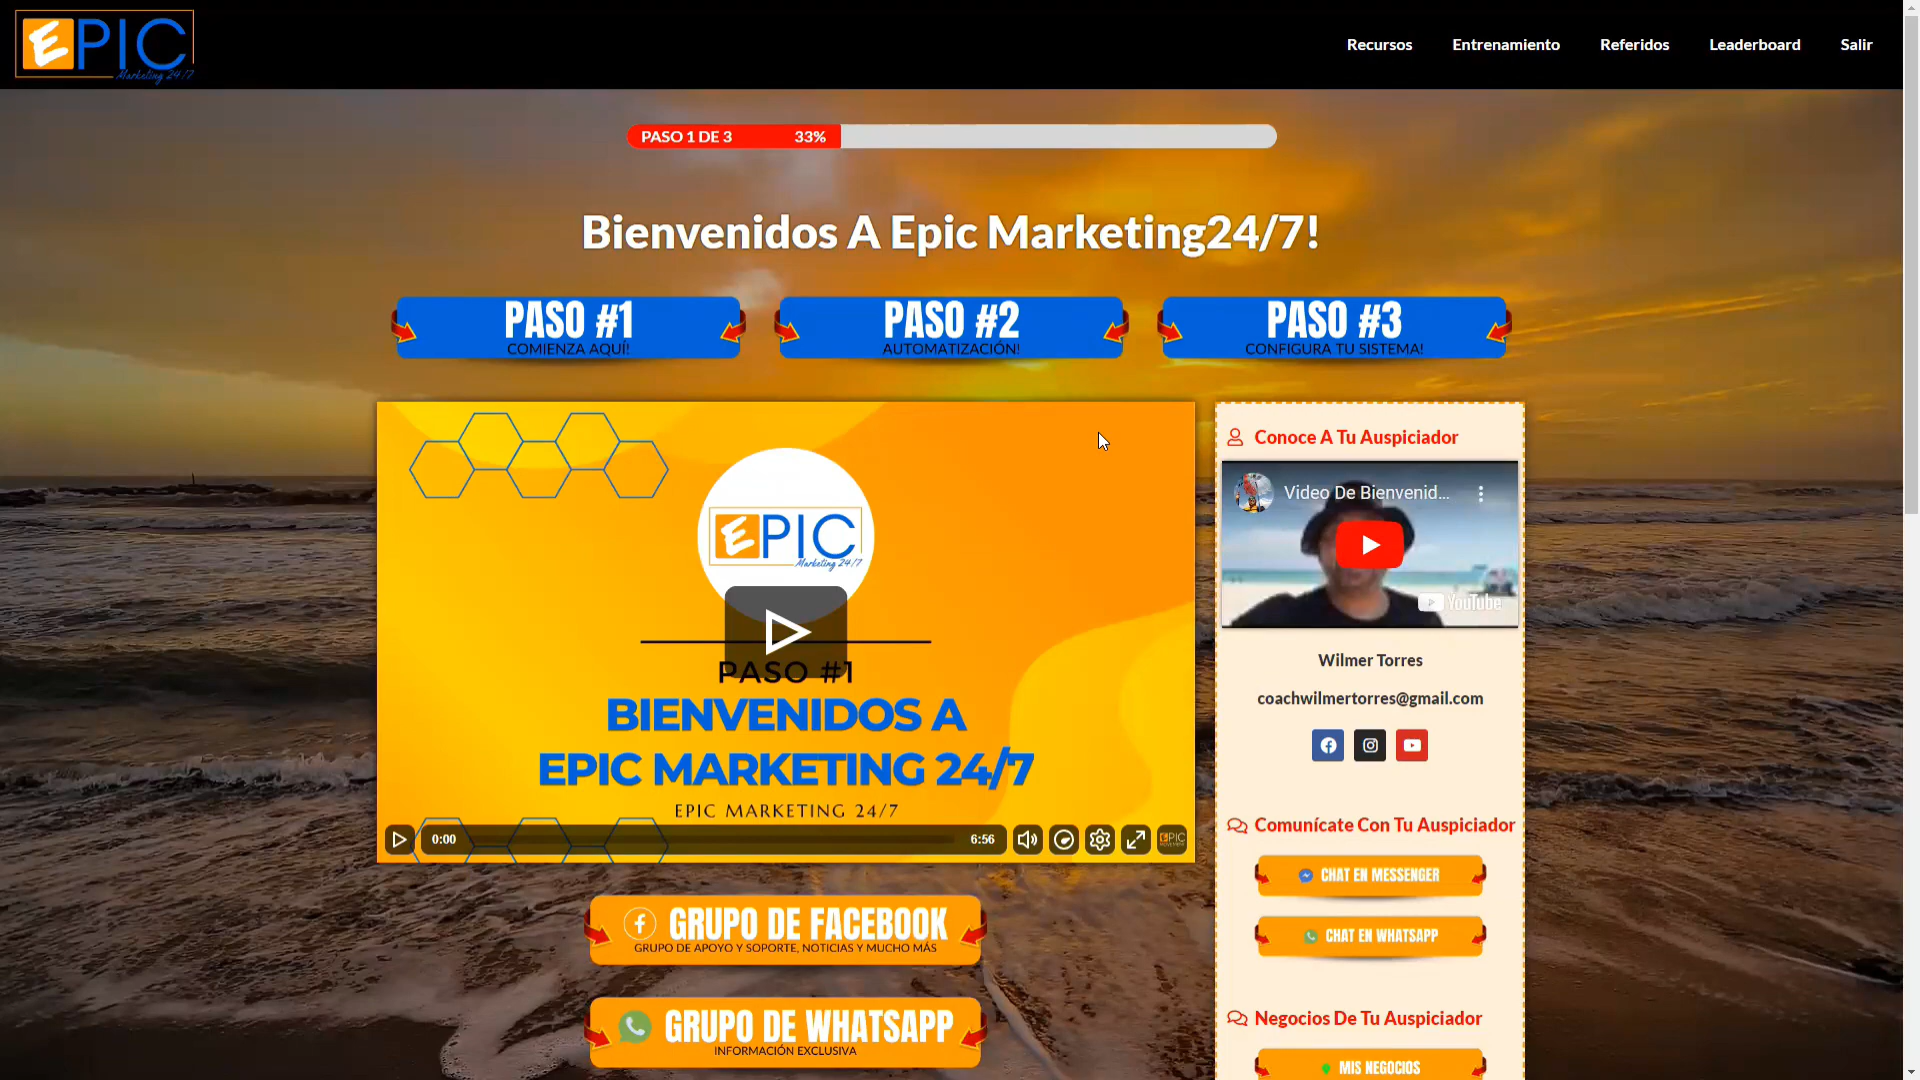 EPIC
Marketing 24/7
Recursos
Entrenamiento
Referidos
Leaderboard
Salir
PASO 1 DE 3 33%
Bienvenidos A Epic Marketing24/7!
PASO #1
COMIENZA AQUÍ!
PASO #2
AUTOMATIZACIÓN!
PASO #3
CONFIGURA TU SISTEMA!
EPIC
Marketing 24/7
PASO #1
BIENVENIDOS A
EPIC MARKETING 24/7
EPIC MARKETING 24/7
0:00
6:56
EPIC
MOVEMENT
GRUPO DE FACEBOOK
GRUPO DE APOYO Y SOPORTE, NOTICIAS Y MUCHO MÁS
GRUPO DE WHATSAPP
INFORMACIÓN EXCLUSIVA
Conoce A Tu Auspiciador
Video De Bienvenid...
YouTube
Wilmer Torres
coachwilmertorres@gmail.com
Comunícate Con Tu Auspiciador
CHAT EN MESSENGER
CHAT EN WHATSAPP
Negocios De Tu Auspiciador
MIS NEGOCIOS